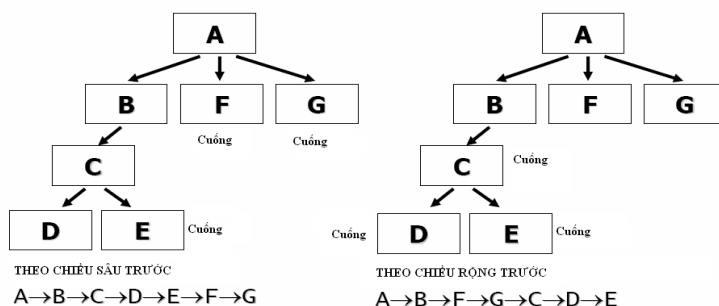 A
B F G
Cuống Cuống
C
D E Cuống
THEO CHIỀU SÂU TRƯỚC
A→B→C→D→E→F→G
A
B F G
C Cuống
Cuống D E Cuống
THEO CHIỀU RỘNG TRƯỚC
A→B→F→G→C→D→E